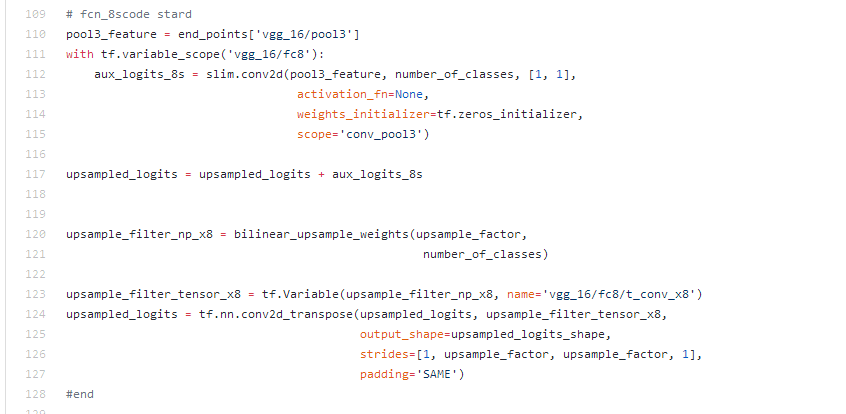 109 # fcn_8scode stard
110 pool3_feature = end_points['vgg_16/pool3']
111 with tf.variable_scope('vgg_16/fc8'):
112 aux_logits_8s = slim.conv2d(pool3_feature, number_of_classes, [1, 1],
113 activation_fn=None,
114 weights_initializer=tf.zeros_initializer,
115 scope='conv_pool3')
116
117 upsampled_logits = upsampled_logits + aux_logits_8s
118
119
120 upsample_filter_np_x8 = bilinear_upsample_weights(upsample_factor,
121 number_of_classes)
122
123 upsample_filter_tensor_x8 = tf.Variable(upsample_filter_np_x8, name='vgg_16/fc8/t_conv_x8')
124 upsampled_logits = tf.nn.conv2d_transpose(upsampled_logits, upsample_filter_tensor_x8,
125 output_shape=upsampled_logits_shape,
126 strides=[1, upsample_factor, upsample_factor, 1],
127 padding='SAME')
128 #end